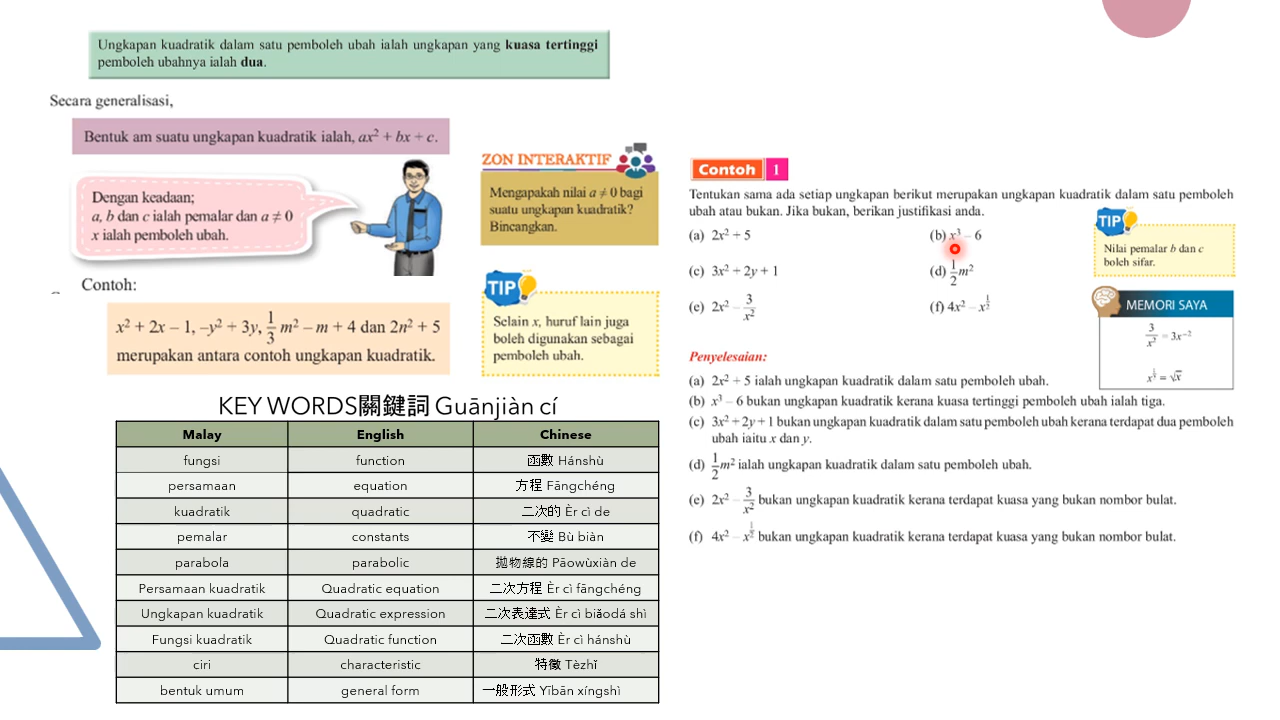 Ungkapan kuadratik dalam satu pemboleh ubah ialah ungkapan yang kuasa tertinggi
pemboleh ubahnya ialah dua.
Secara generalisasi,
Bentuk am suatu ungkapan kuadratik ialah, ax² + bx + c.
Dengan keadaan;
a, b dan c ialah pemalar dan a ≠ 0
x ialah pemboleh ubah.
ZON INTERAKTIF
Mengapakah nilai a ≠ 0 bagi
suatu ungkapan kuadratik?
Bincangkan.
Contoh:
x² + 2x – 1, –y² + 3y, 1/3 m² – m + 4 dan 2n² + 5
merupakan antara contoh ungkapan kuadratik.
TIP
Selain x, huruf lain juga
boleh digunakan sebagai
pemboleh ubah.
KEY WORDS關鍵詞 Guānjiàn cí
Malay English Chinese
fungsi function 函數 Hánshù
persamaan equation 方程 Fāngchéng
kuadratik quadratic 二次的 Èr cì de
pemalar constants 不變 Bù biàn
parabola parabolic 拋物線的 Pāowùxiàn de
Persamaan kuadratik Quadratic equation 二次方程 Èr cì fāngchéng
Ungkapan kuadratik Quadratic expression 二次表達式 Èr cì biǎodá shì
Fungsi kuadratik Quadratic function 二次函數 Èr cì hánshù
ciri characteristic 特徵 Tèzhǐ
bentuk umum general form 一般形式 Yībān xíngshì
Contoh 1
Tentukan sama ada setiap ungkapan berikut merupakan ungkapan kuadratik dalam satu pemboleh
ubah atau bukan. Jika bukan, berikan justifikasi anda.
(a) 2x² + 5 (b) x³ – 6
(c) 3x² + 2y + 1 (d) 1/2 m²
(e) 2x² – 3/x² (f) 4x² – x^(1/2)
TIP
Nilai pemalar b dan c
boleh sifar.
MEMORI SAYA
3/x² = 3x⁻²
x^(1/2) = √x
Penyelesaian:
(a) 2x² + 5 ialah ungkapan kuadratik dalam satu pemboleh ubah.
(b) x³ – 6 bukan ungkapan kuadratik kerana kuasa tertinggi pemboleh ubah ialah tiga.
(c) 3x² + 2y + 1 bukan ungkapan kuadratik dalam satu pemboleh ubah kerana terdapat dua pemboleh
ubah iaitu x dan y.
(d) 1/2 m² ialah ungkapan kuadratik dalam satu pemboleh ubah.
(e) 2x² – 3/x² bukan ungkapan kuadratik kerana terdapat kuasa yang bukan nombor bulat.
(f) 4x² – x^(1/2) bukan ungkapan kuadratik kerana terdapat kuasa yang bukan nombor bulat.